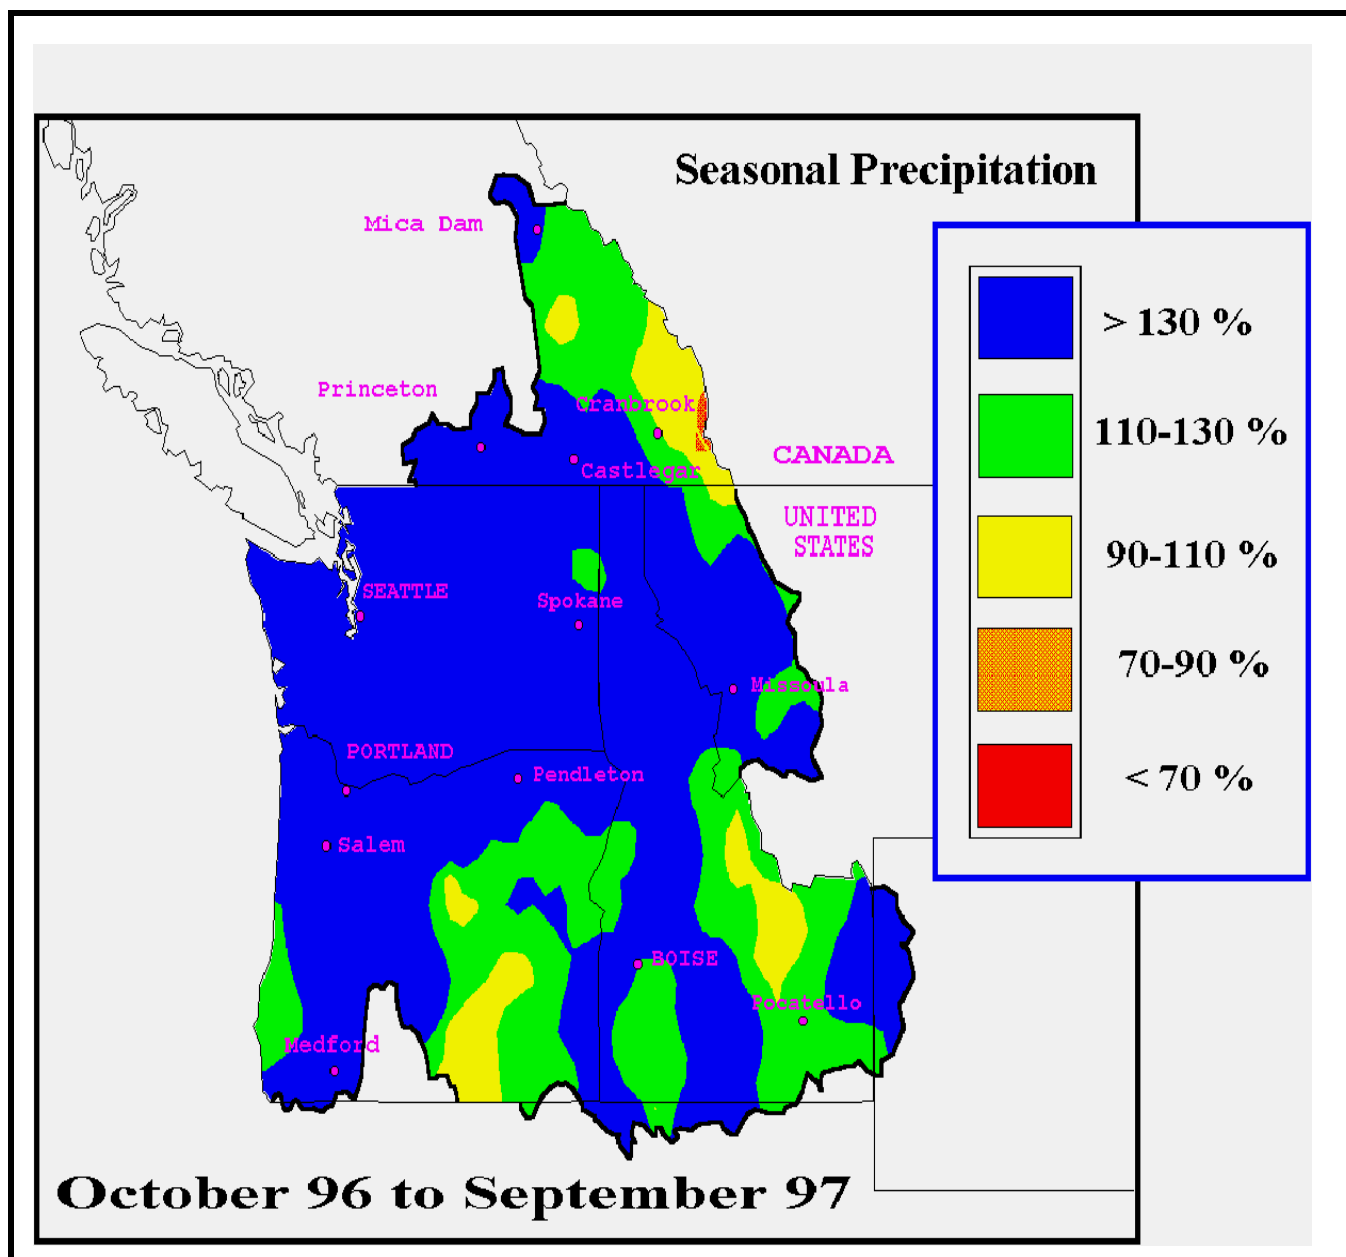 Seasonal Precipitation
Mica Dam
> 130 %
Princeton
Cranbrook
110-130 %
CANADA
Castlegar
UNITED
STATES
90-110 %
SEATTLE
Spokane
70-90 %
Missoula
PORTLAND
Pendleton
< 70 %
Salem
BOISE
Pocatello
Medford
October 96 to September 97